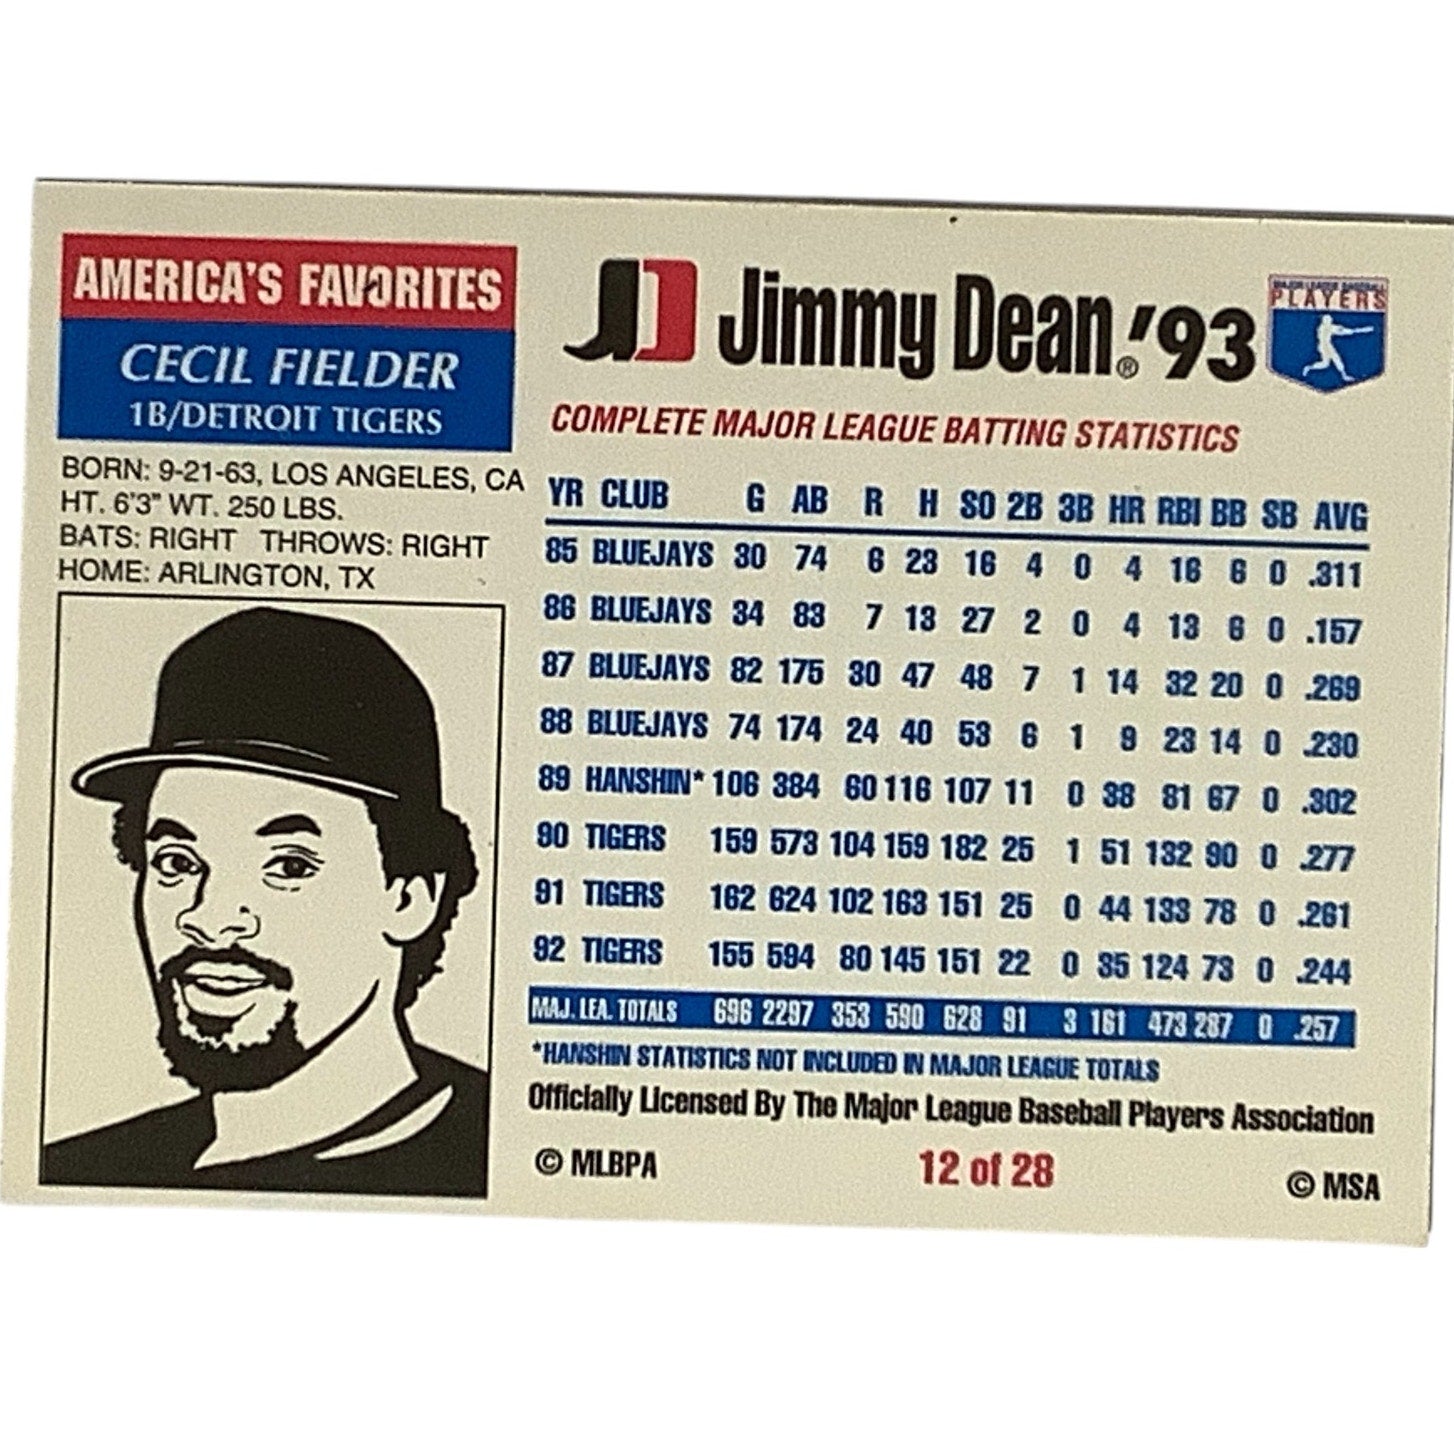 AMERICA'S FAVORITES
CECIL FIELDER
1B/DETROIT TIGERS
BORN: 9-21-63, LOS ANGELES, CA
HT. 6'3" WT. 250 LBS.
BATS: RIGHT THROWS: RIGHT
HOME: ARLINGTON, TX
JD Jimmy Dean®'93
MAJOR LEAGUE BASEBALL
PLAYERS
COMPLETE MAJOR LEAGUE BATTING STATISTICS
YR CLUB G AB R H SO 2B 3B HR RBI BB SB AVG
85 BLUEJAYS 30 74 6 23 16 4 0 4 16 6 0 .311
86 BLUEJAYS 34 83 7 13 27 2 0 4 13 6 0 .157
87 BLUEJAYS 82 175 30 47 48 7 1 14 32 20 0 .269
88 BLUEJAYS 74 174 24 40 53 6 1 9 23 14 0 .230
89 HANSHIN* 106 384 60 116 107 11 0 38 81 67 0 .302
90 TIGERS 159 573 104 159 182 25 1 51 132 90 0 .277
91 TIGERS 162 624 102 163 151 25 0 44 133 78 0 .261
92 TIGERS 155 594 80 145 151 22 0 35 124 73 0 .244
MAJ. LEA. TOTALS 696 2297 353 590 628 91 3 161 473 287 0 .257
*HANSHIN STATISTICS NOT INCLUDED IN MAJOR LEAGUE TOTALS
Officially Licensed By The Major League Baseball Players Association
© MLBPA 12 of 28 © MSA